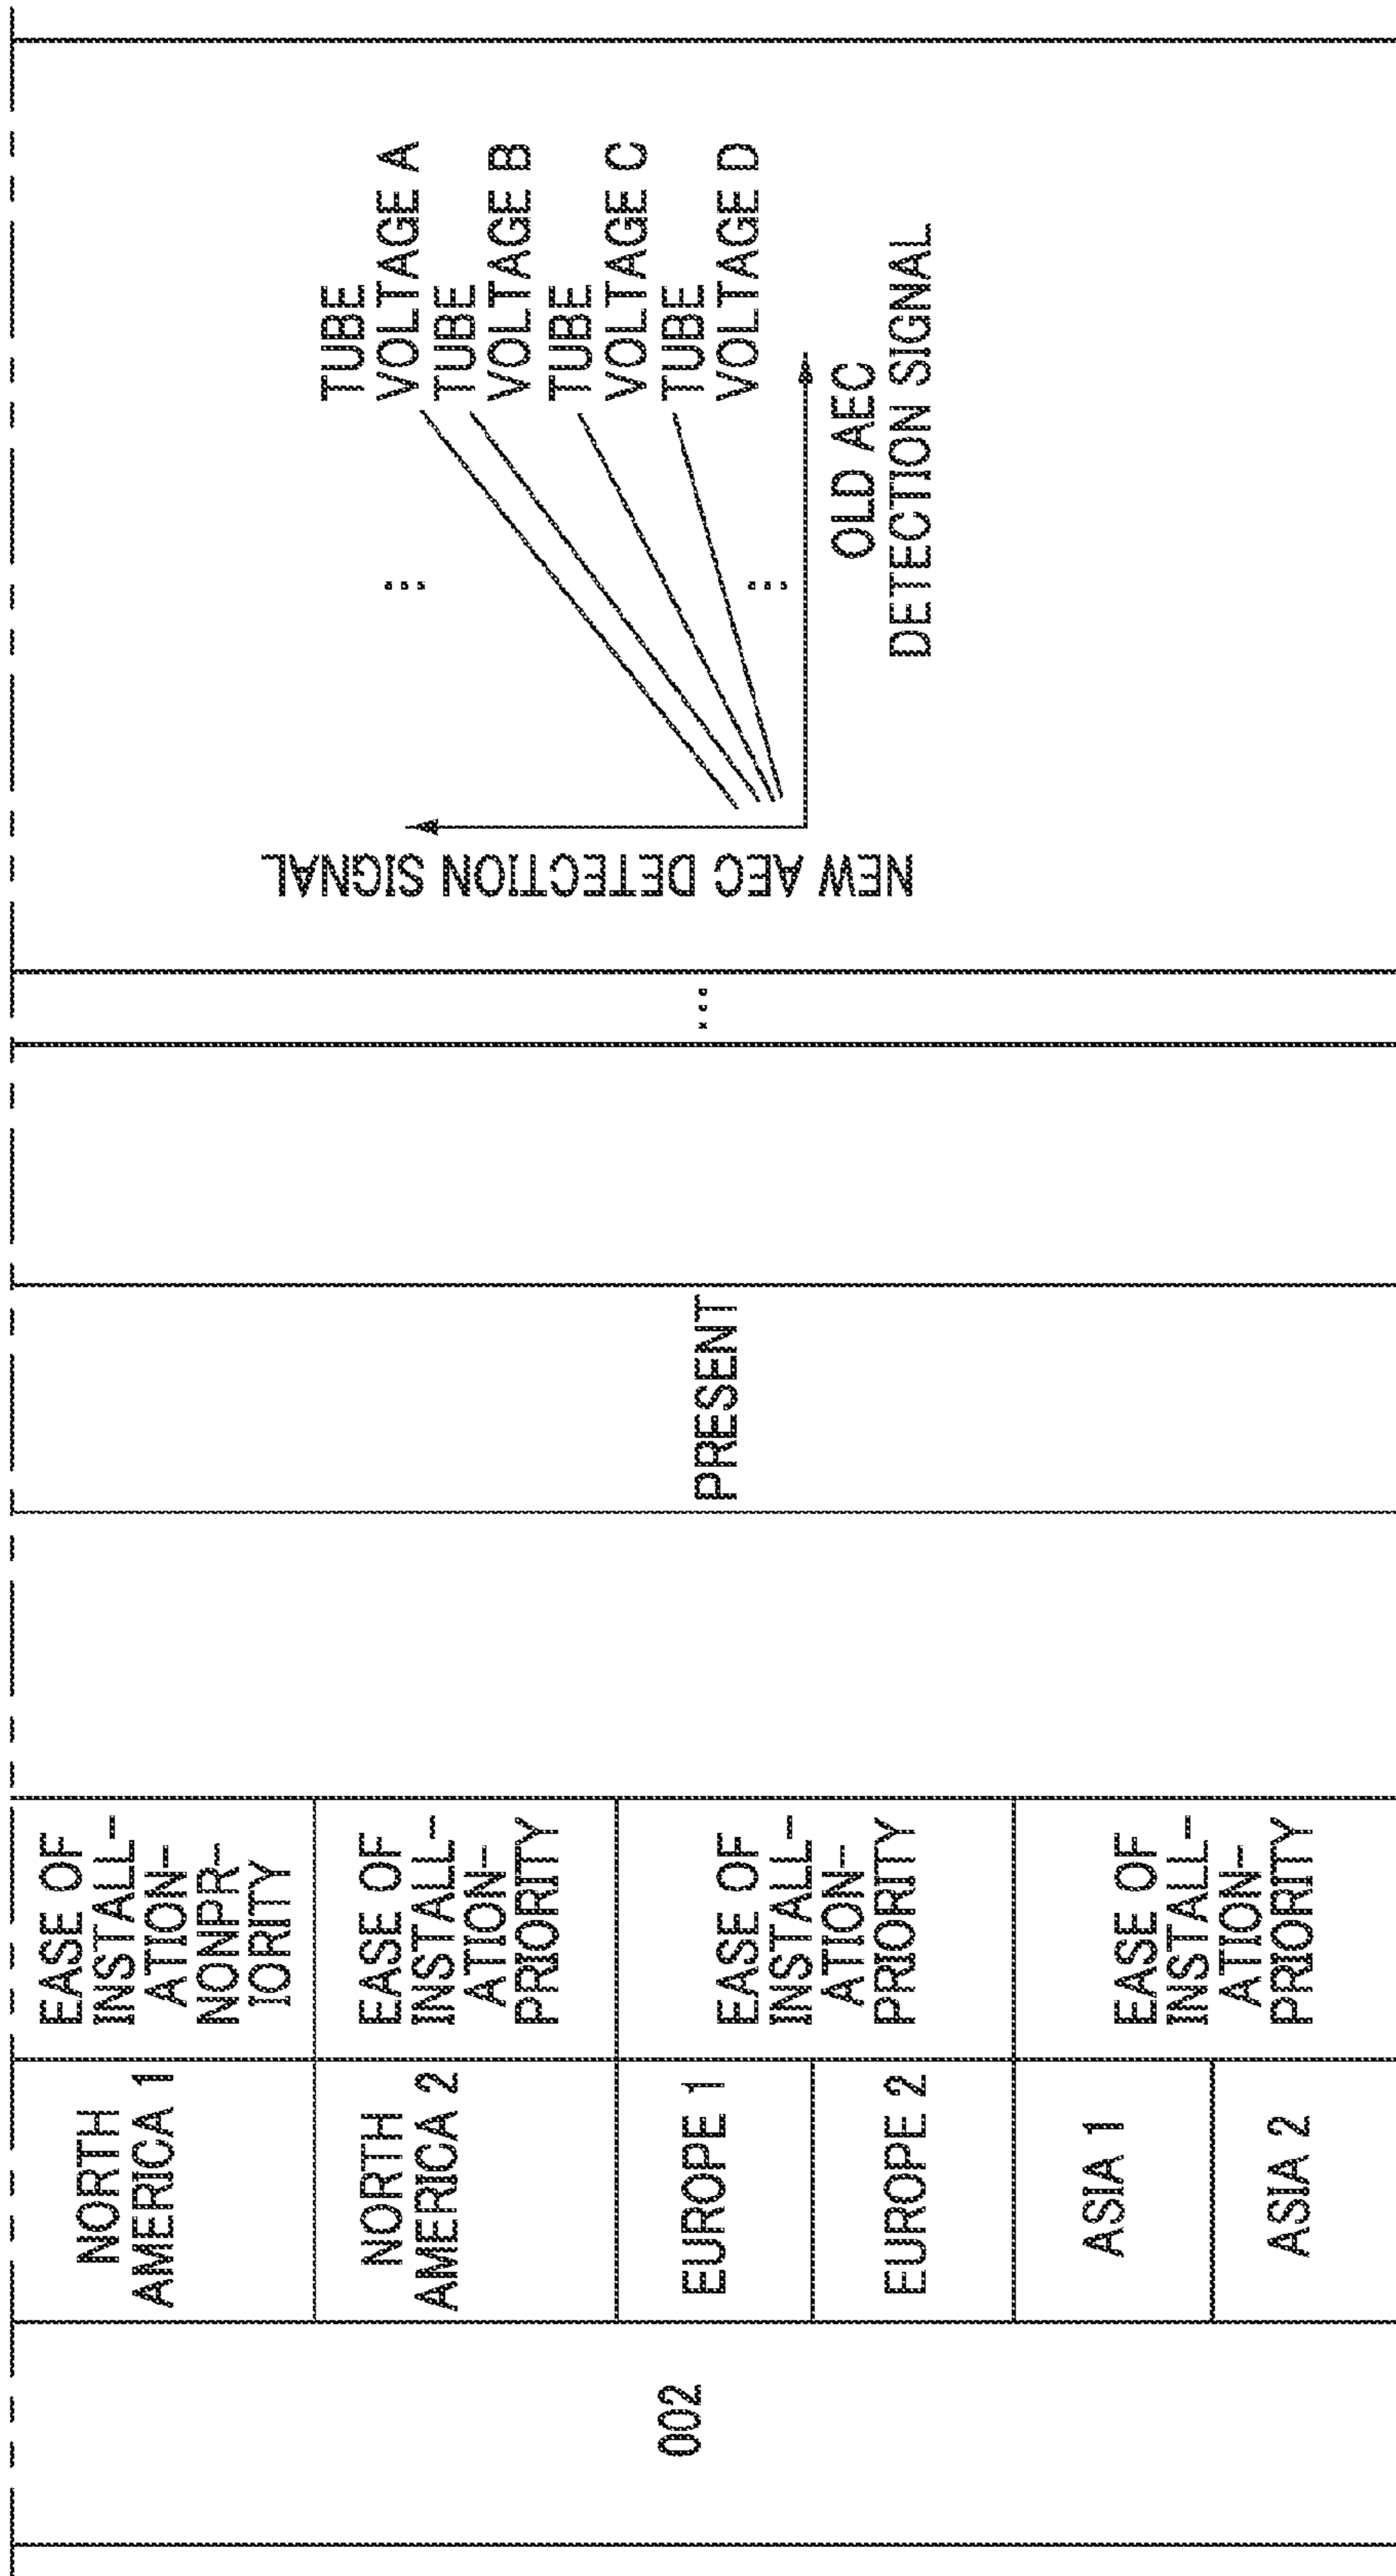 002
NORTH
AMERICA 1
EASE OF
INSTALL-
ATION-
NONPR-
IORITY
NORTH
AMERICA 2
EASE OF
INSTALL-
ATION-
PRIORITY
EUROPE 1
EUROPE 2
EASE OF
INSTALL-
ATION-
PRIORITY
ASIA 1
ASIA 2
EASE OF
INSTALL-
ATION-
PRIORITY
PRESENT
...
NEW AEC DETECTION SIGNAL
...
...
TUBE
VOLTAGE A
TUBE
VOLTAGE B
TUBE
VOLTAGE C
TUBE
VOLTAGE D
OLD AEC
DETECTION SIGNAL